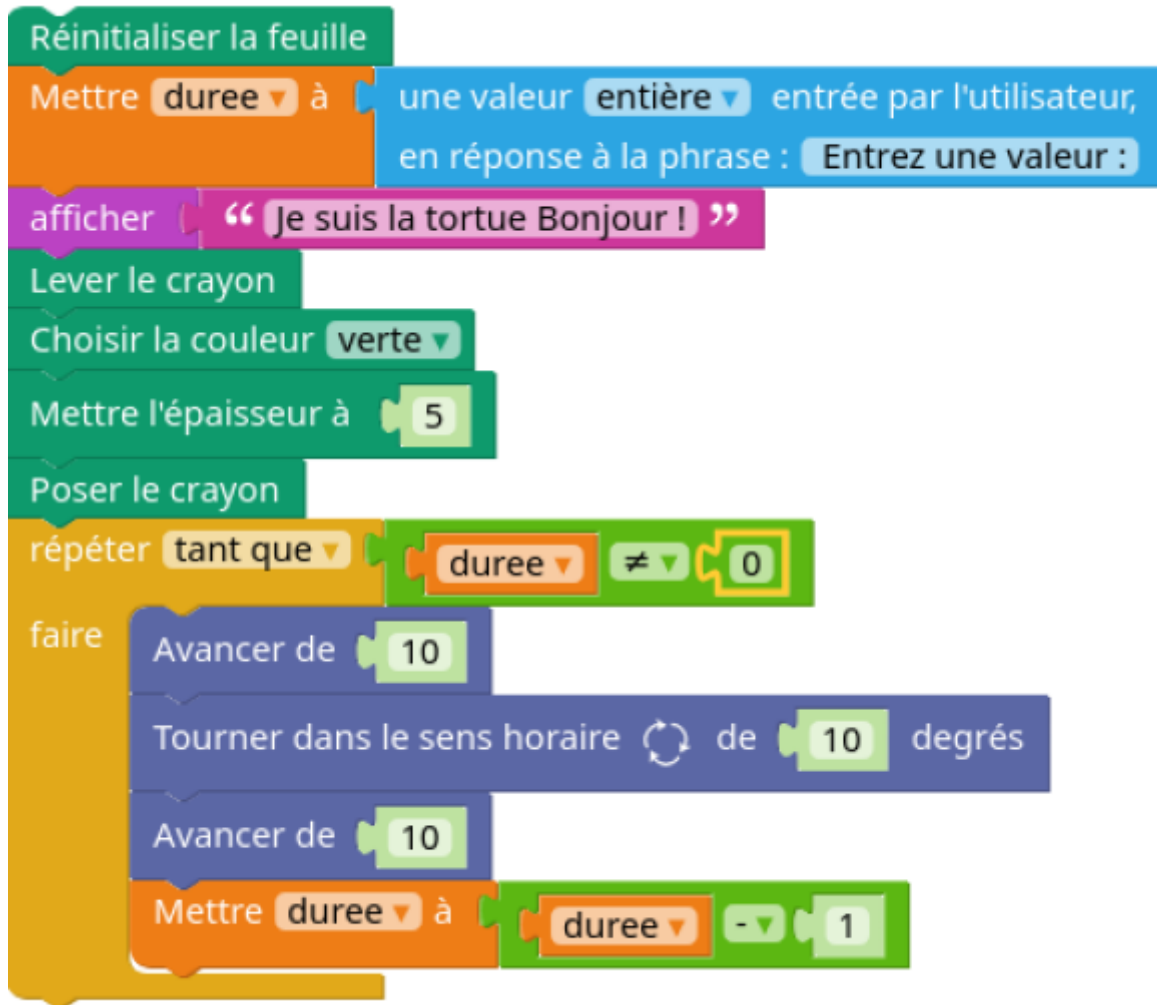 Réinitialiser la feuille
Mettre duree ▾ à une valeur entière ▾ entrée par l'utilisateur,
en réponse à la phrase : Entrez une valeur :
afficher “ Je suis la tortue Bonjour ! ”
Lever le crayon
Choisir la couleur verte ▾
Mettre l'épaisseur à 5
Poser le crayon
répéter tant que ▾ duree ▾ ≠ ▾ 0
faire Avancer de 10
Tourner dans le sens horaire de 10 degrés
Avancer de 10
Mettre duree ▾ à duree ▾ - ▾ 1